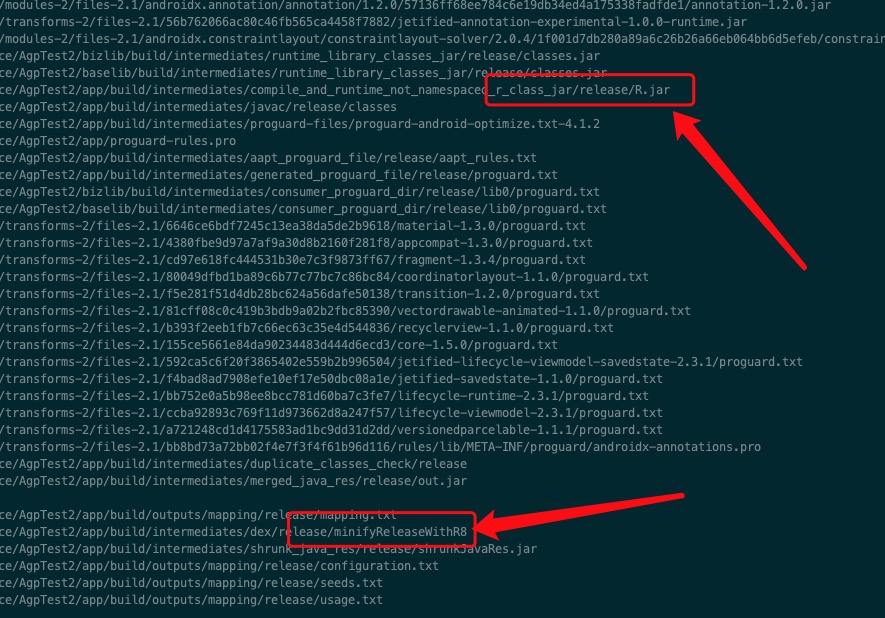 /modules-2/files-2.1/androidx.annotation/annotation/1.2.0/57136ff68ee784c6e19db34ed4a175338fadfde1/annotation-1.2.0.jar
/transforms-2/files-2.1/56b762066ac80c46fb565ca4458f7882/jetified-annotation-experimental-1.0.0-runtime.jar
/modules-2/files-2.1/androidx.constraintlayout/constraintlayout-solver/2.0.4/1f001d7db280a89a6c26b26a66eb064bb6d5efeb/constrain
ce/AgpTest2/bizlib/build/intermediates/runtime_library_classes_jar/release/classes.jar
ce/AgpTest2/baselib/build/intermediates/runtime_library_classes_jar/release/classes.jar
ce/AgpTest2/app/build/intermediates/compile_and_runtime_not_namespaced_r_class_jar/release/R.jar
ce/AgpTest2/app/build/intermediates/javac/release/classes
ce/AgpTest2/app/build/intermediates/proguard-files/proguard-android-optimize.txt-4.1.2
ce/AgpTest2/app/proguard-rules.pro
ce/AgpTest2/app/build/intermediates/aapt_proguard_file/release/aapt_rules.txt
ce/AgpTest2/app/build/intermediates/generated_proguard_file/release/proguard.txt
ce/AgpTest2/bizlib/build/intermediates/consumer_proguard_dir/release/lib0/proguard.txt
ce/AgpTest2/baselib/build/intermediates/consumer_proguard_dir/release/lib0/proguard.txt
/transforms-2/files-2.1/6646ce6bdf7245c13ea38da5de2b9618/material-1.3.0/proguard.txt
/transforms-2/files-2.1/4380fbe9d97a7af9a30d8b2160f281f8/appcompat-1.3.0/proguard.txt
/transforms-2/files-2.1/cd97e618fc444531b30e7c3f9873ff67/fragment-1.3.4/proguard.txt
/transforms-2/files-2.1/80049dfbd1ba89c6b77c77bc7c86bc84/coordinatorlayout-1.1.0/proguard.txt
/transforms-2/files-2.1/f5e281f51d4db28bc624a56dafe50138/transition-1.2.0/proguard.txt
/transforms-2/files-2.1/81cff08c0c419b3bdb9a02b2fbc85390/vectordrawable-animated-1.1.0/proguard.txt
/transforms-2/files-2.1/b393f2eeb1fb7c66ec63c35e4d544836/recyclerview-1.1.0/proguard.txt
/transforms-2/files-2.1/155ce5661e84da90234483d444d6ecd3/core-1.5.0/proguard.txt
/transforms-2/files-2.1/592ca5c6f20f3865402e559b2b996504/jetified-lifecycle-viewmodel-savedstate-2.3.1/proguard.txt
/transforms-2/files-2.1/f4bad8ad7908efe10ef17e50dbc08a1e/jetified-savedstate-1.1.0/proguard.txt
/transforms-2/files-2.1/bb752e0a5b98ee8bcc781d60ba7c3fe7/lifecycle-runtime-2.3.1/proguard.txt
/transforms-2/files-2.1/ccba92893c769f11d973662d8a247f57/lifecycle-viewmodel-2.3.1/proguard.txt
/transforms-2/files-2.1/a721248cd1d4175583ad1bc9dd31d2dd/versionedparcelable-1.1.1/proguard.txt
/transforms-2/files-2.1/bb8bd73a72bb02f4e7f3f4f61b96d116/rules/lib/META-INF/proguard/androidx-annotations.pro
ce/AgpTest2/app/build/intermediates/duplicate_classes_check/release
ce/AgpTest2/app/build/intermediates/merged_java_res/release/out.jar
ce/AgpTest2/app/build/outputs/mapping/release/mapping.txt
ce/AgpTest2/app/build/intermediates/dex/release/minifyReleaseWithR8
ce/AgpTest2/app/build/intermediates/shrunk_java_res/release/shrunkJavaRes.jar
ce/AgpTest2/app/build/outputs/mapping/release/configuration.txt
ce/AgpTest2/app/build/outputs/mapping/release/seeds.txt
ce/AgpTest2/app/build/outputs/mapping/release/usage.txt